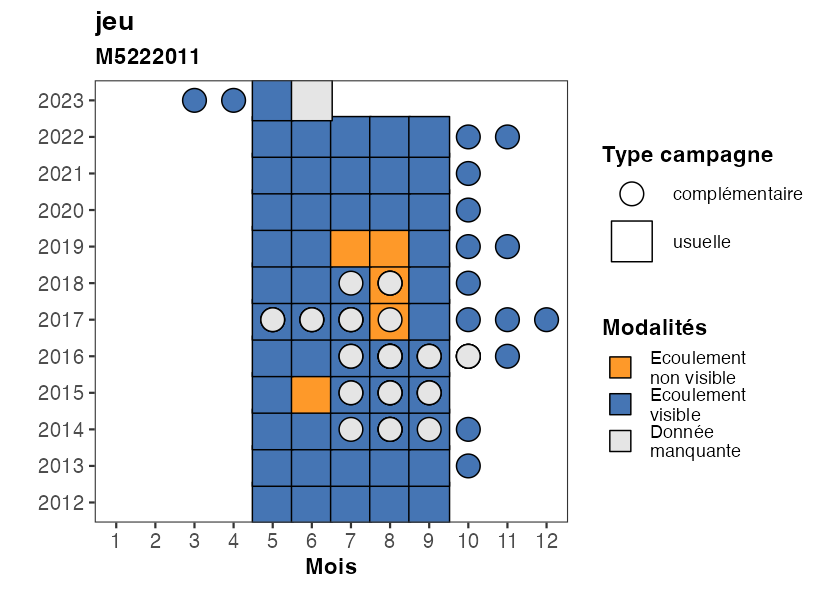 jeu
M5222011
2023
2022
2021
2020
2019
2018
2017
2016
2015
2014
2013
2012
1 2 3 4 5 6 7 8 9 10 11 12
Mois
Type campagne
complémentaire
usuelle
Modalités
Ecoulement
non visible
Ecoulement
visible
Donnée
manquante